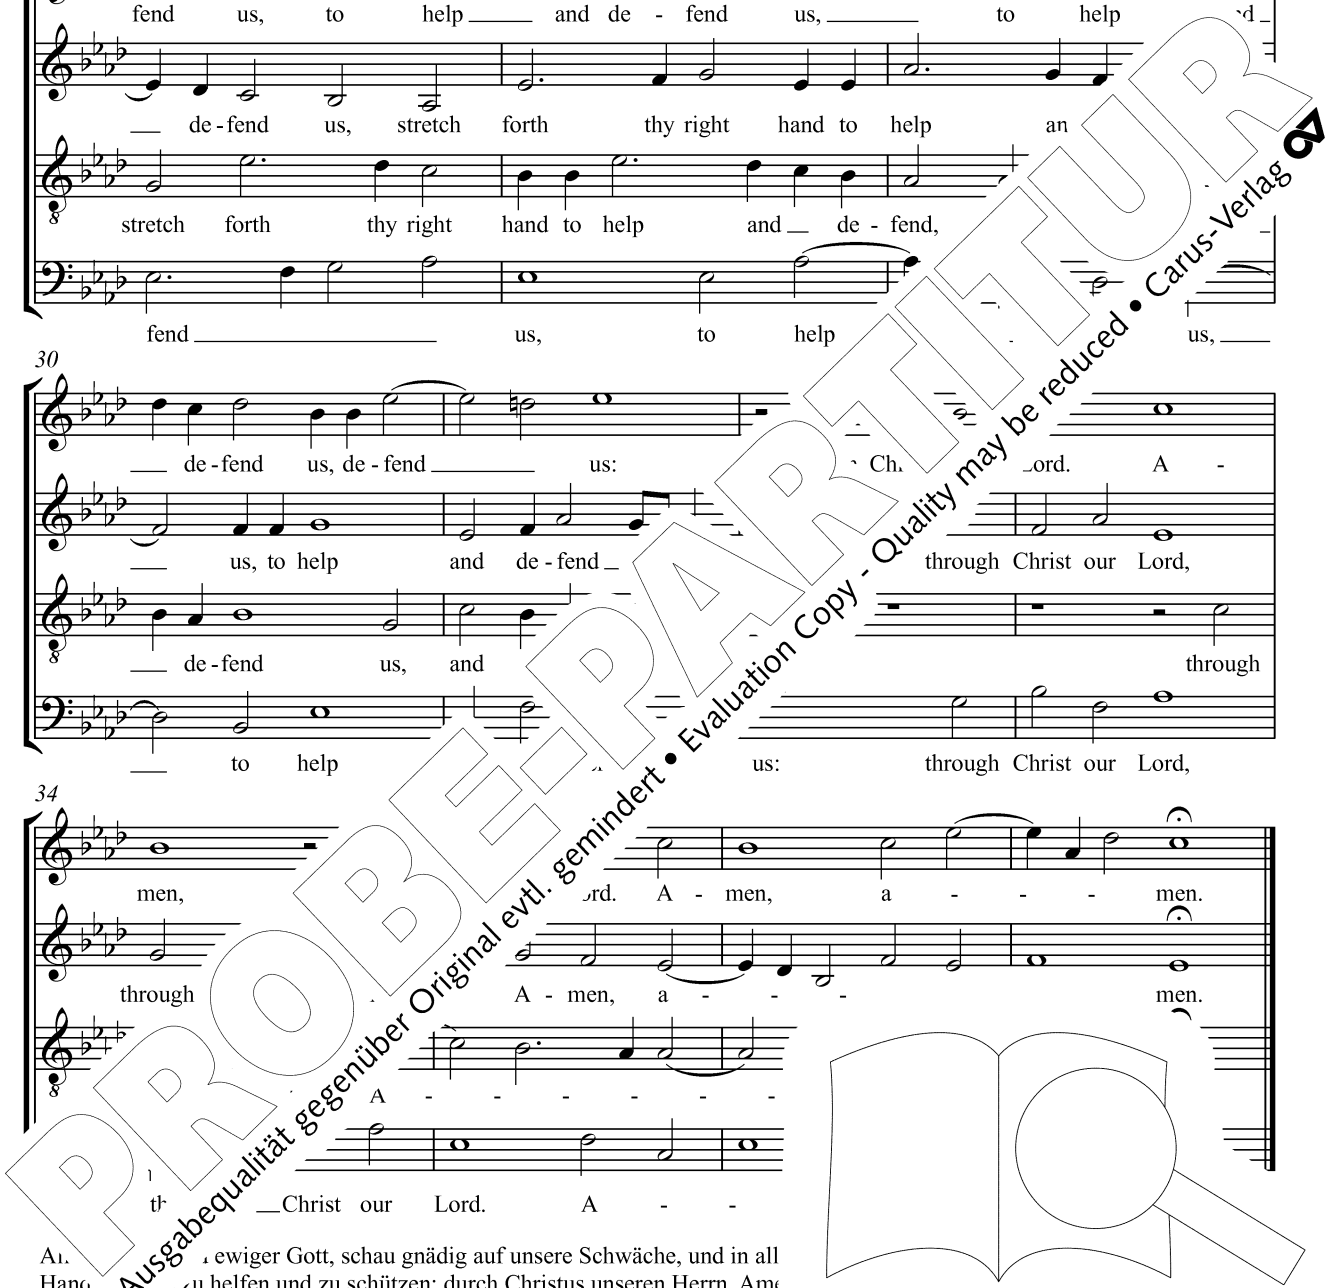 fend us, to help and de - fend us, to help
de - fend us, stretch forth thy right hand to help
stretch forth thy right hand to help and de - fend,
fend us, to help us,
30
de - fend us, de - fend us: A -
us, to help and de - fend through Christ our Lord,
de - fend us, and through
to help us: through Christ our Lord,
34
men, A - men, a - - - men.
through A - men, a - - - men.
A - - - - - -
Christ our Lord. A - -
ewiger Gott, schau gnädig auf unsere Schwäche, und in all
zu helfen und zu schützen; durch Christus unseren Herrn.
PROBE-PARTITUR
Ausgabequalität gegenüber Original evtl. gemindert • Evaluation Copy - Quality may be reduced • Carus-Verlag